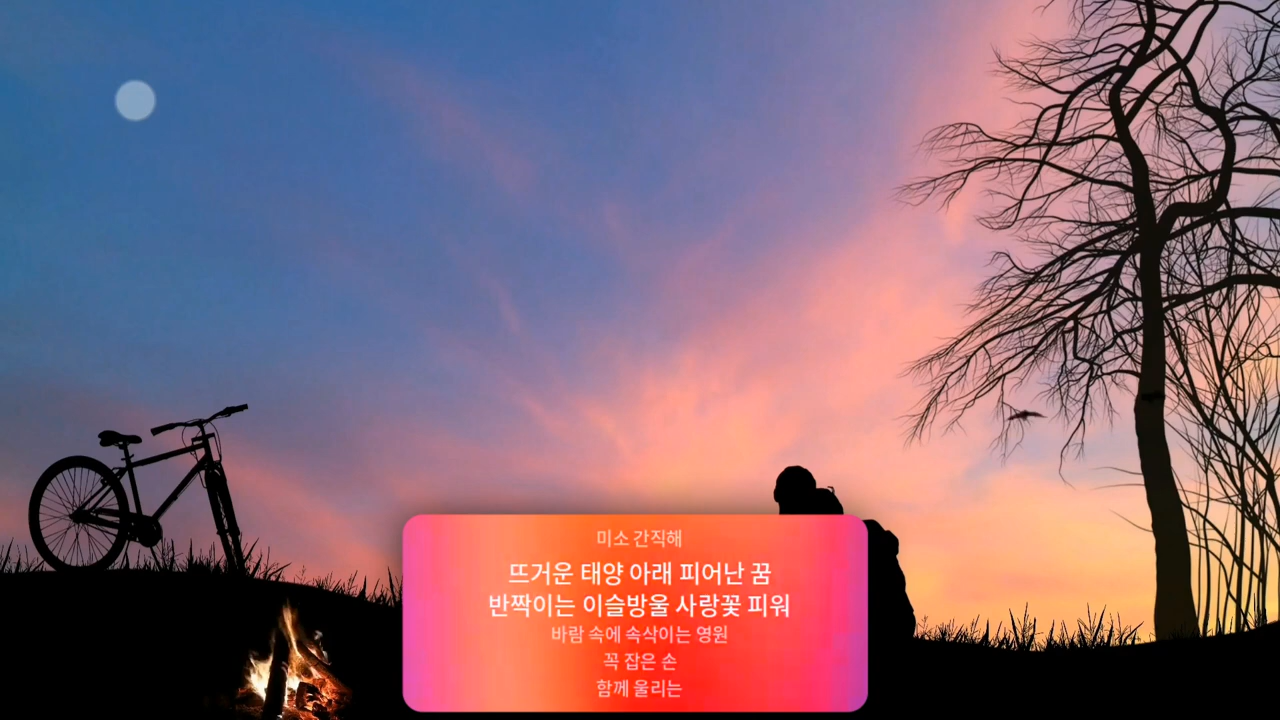 미소 간직해
뜨거운 태양 아래 피어난 꿈
반짝이는 이슬방울 사랑꽃 피워
바람 속에 속삭이는 영원
꼭 잡은 손
함께 울리는